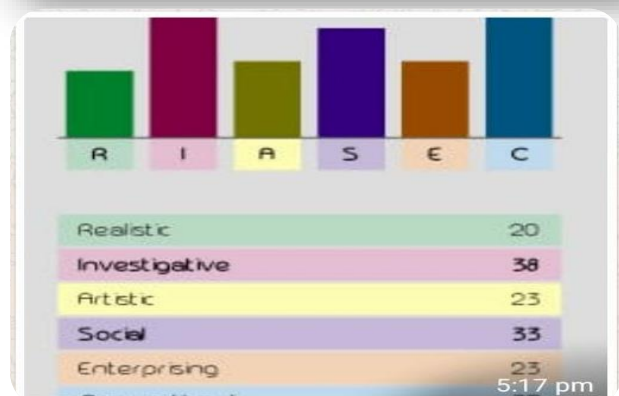 R I A S E C
Realistic 20
Investigative 38
Artistic 23
Social 33
Enterprising 23
5:17 pm